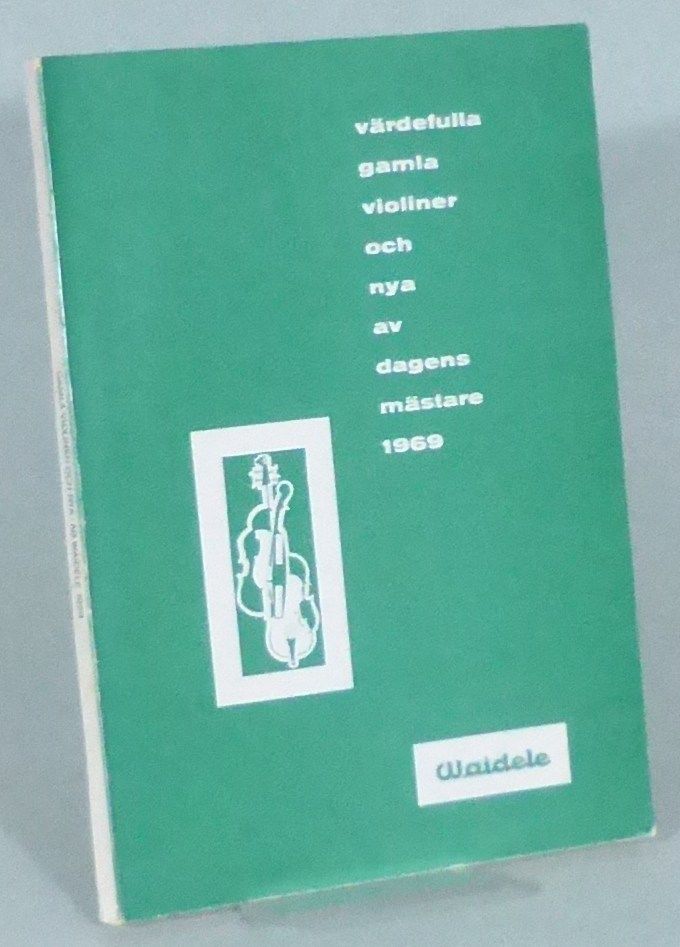 värdefulla
gamla
violiner
och
nya
av
dagens
mästare
1969
Waidele